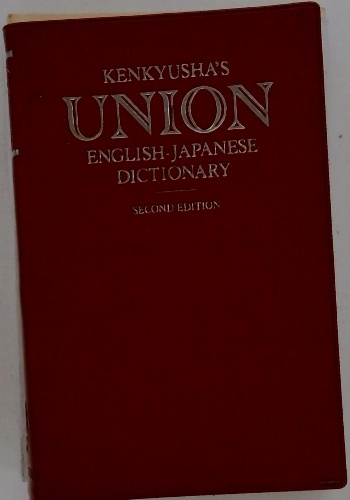 KENKYUSHA'S
UNION
ENGLISH-JAPANESE
DICTIONARY
SECOND EDITION